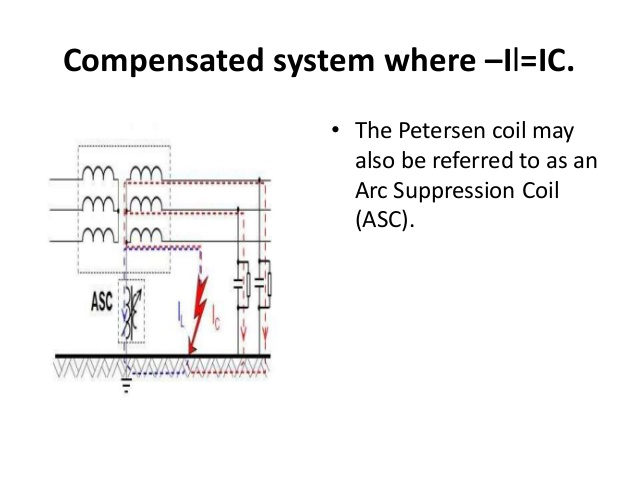 Compensated system where –Il=IC.
• The Petersen coil may
also be referred to as an
Arc Suppression Coil
(ASC).
ASC
IL
IC